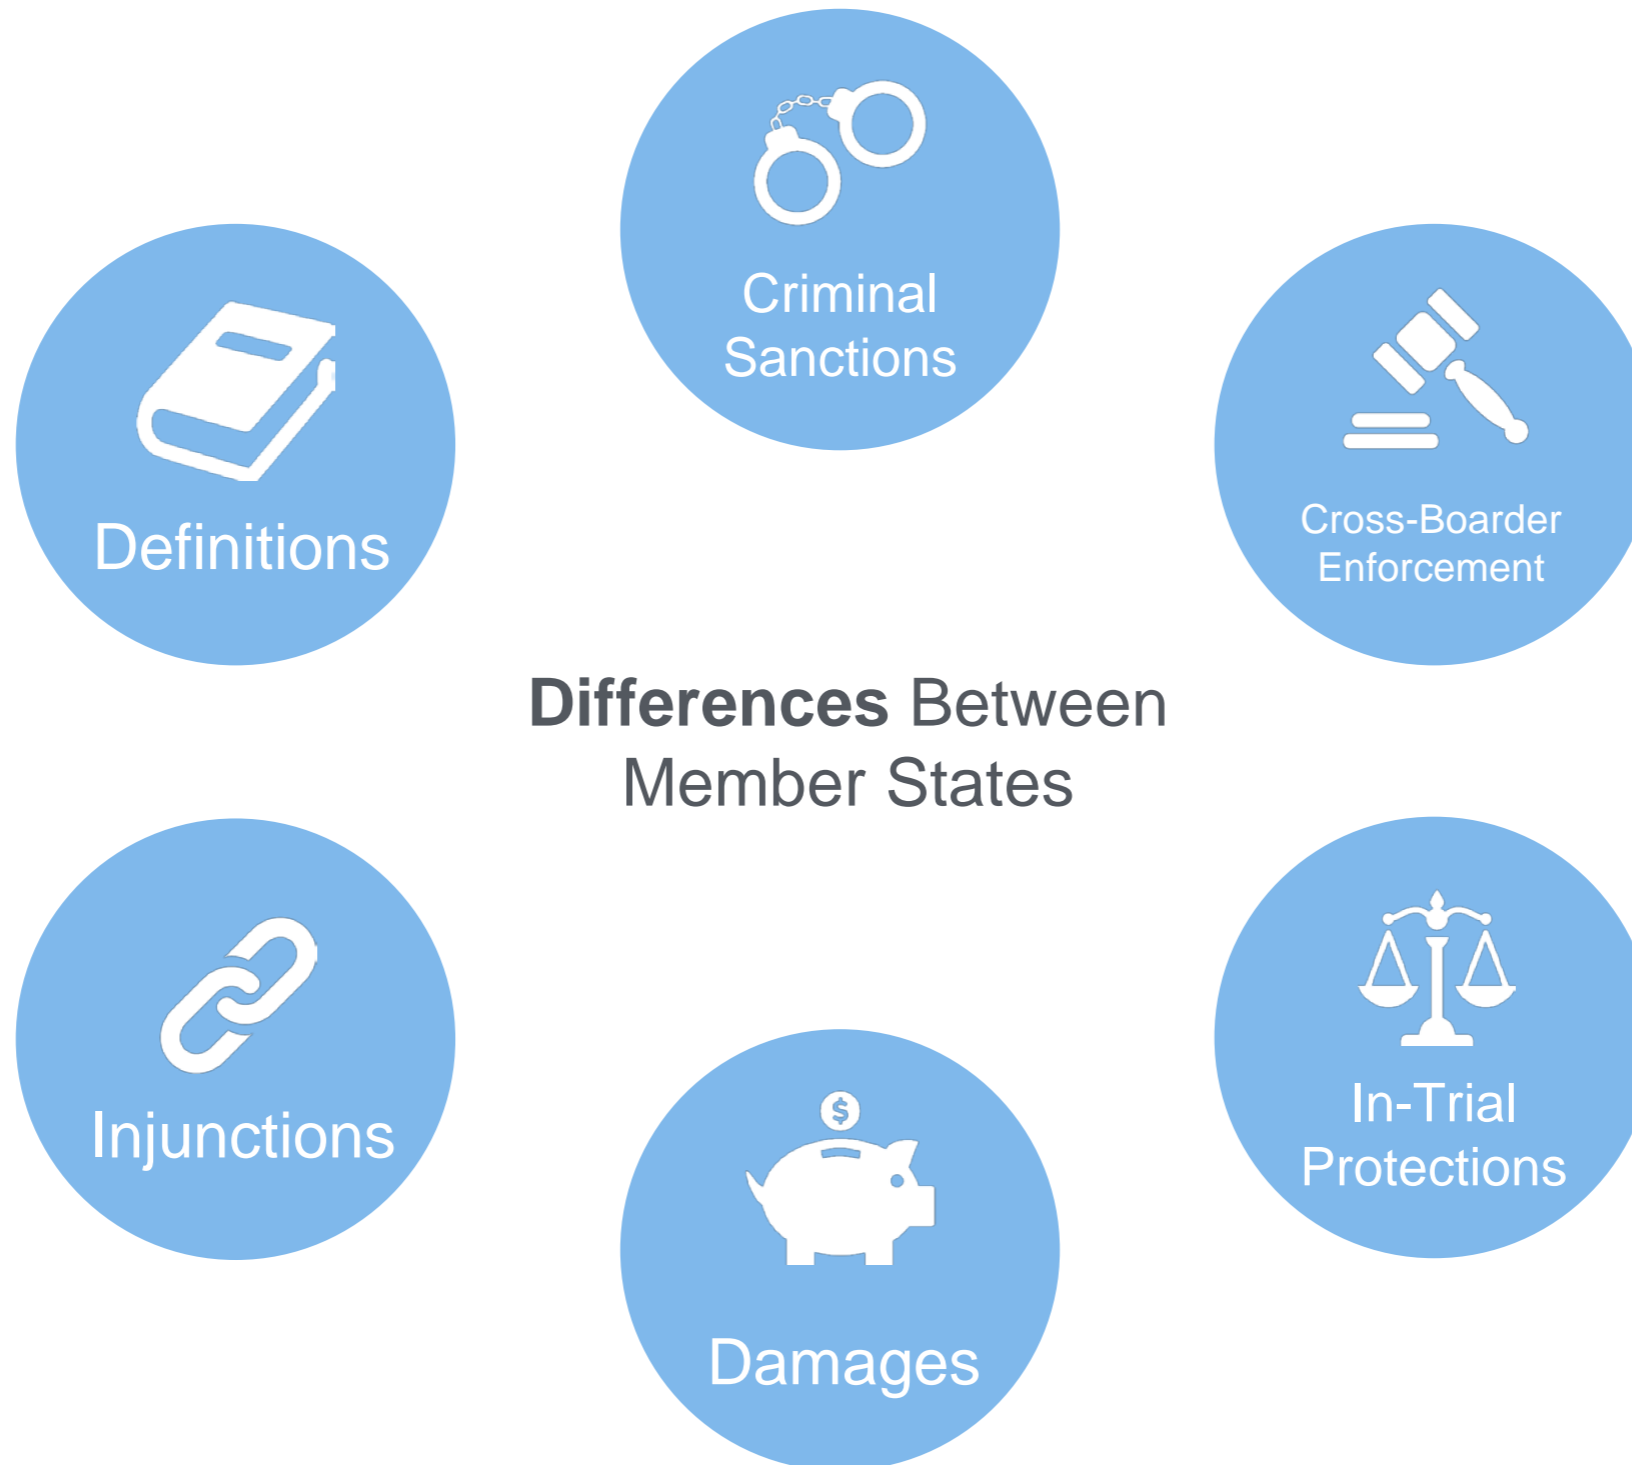 Criminal
Sanctions
Definitions
Cross-Boarder
Enforcement
Differences Between
Member States
Injunctions
In-Trial
Protections
$
Damages